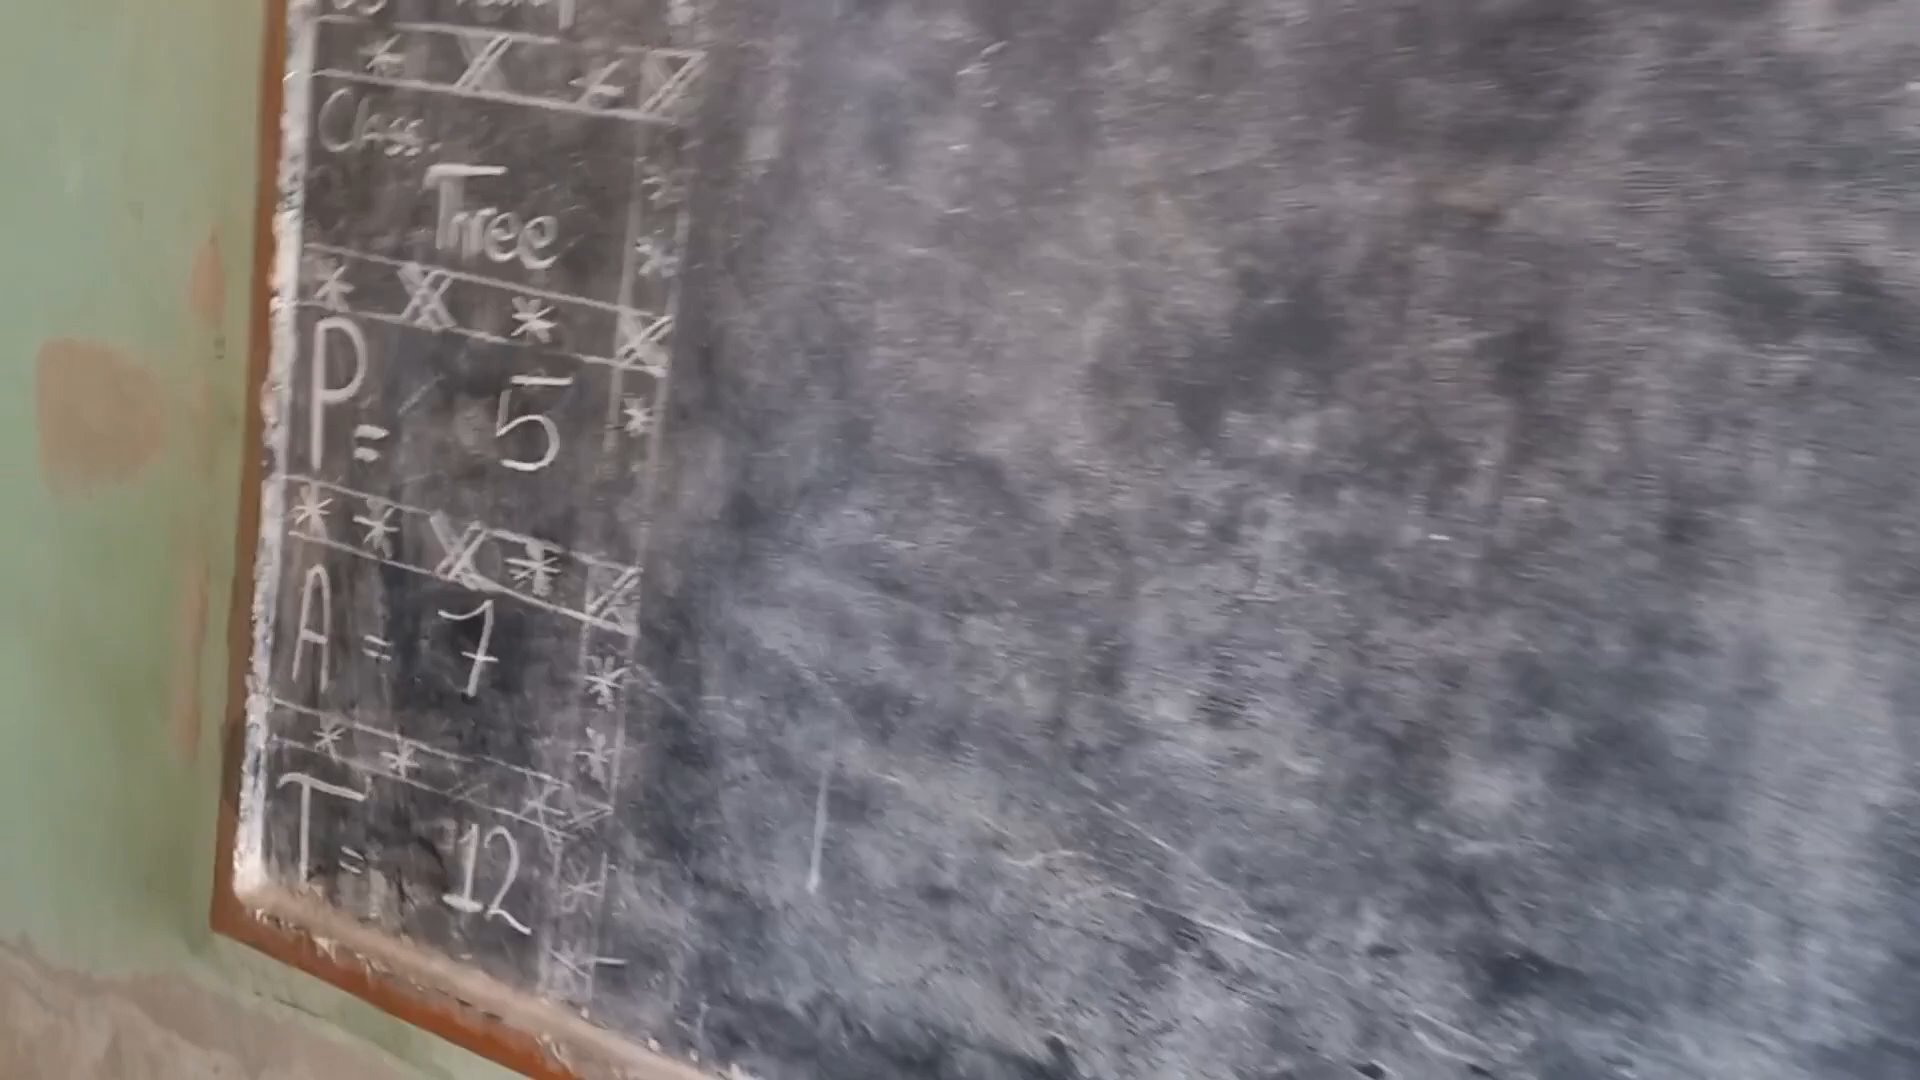 Class.
Three
P= 5
A = 7
T= 12